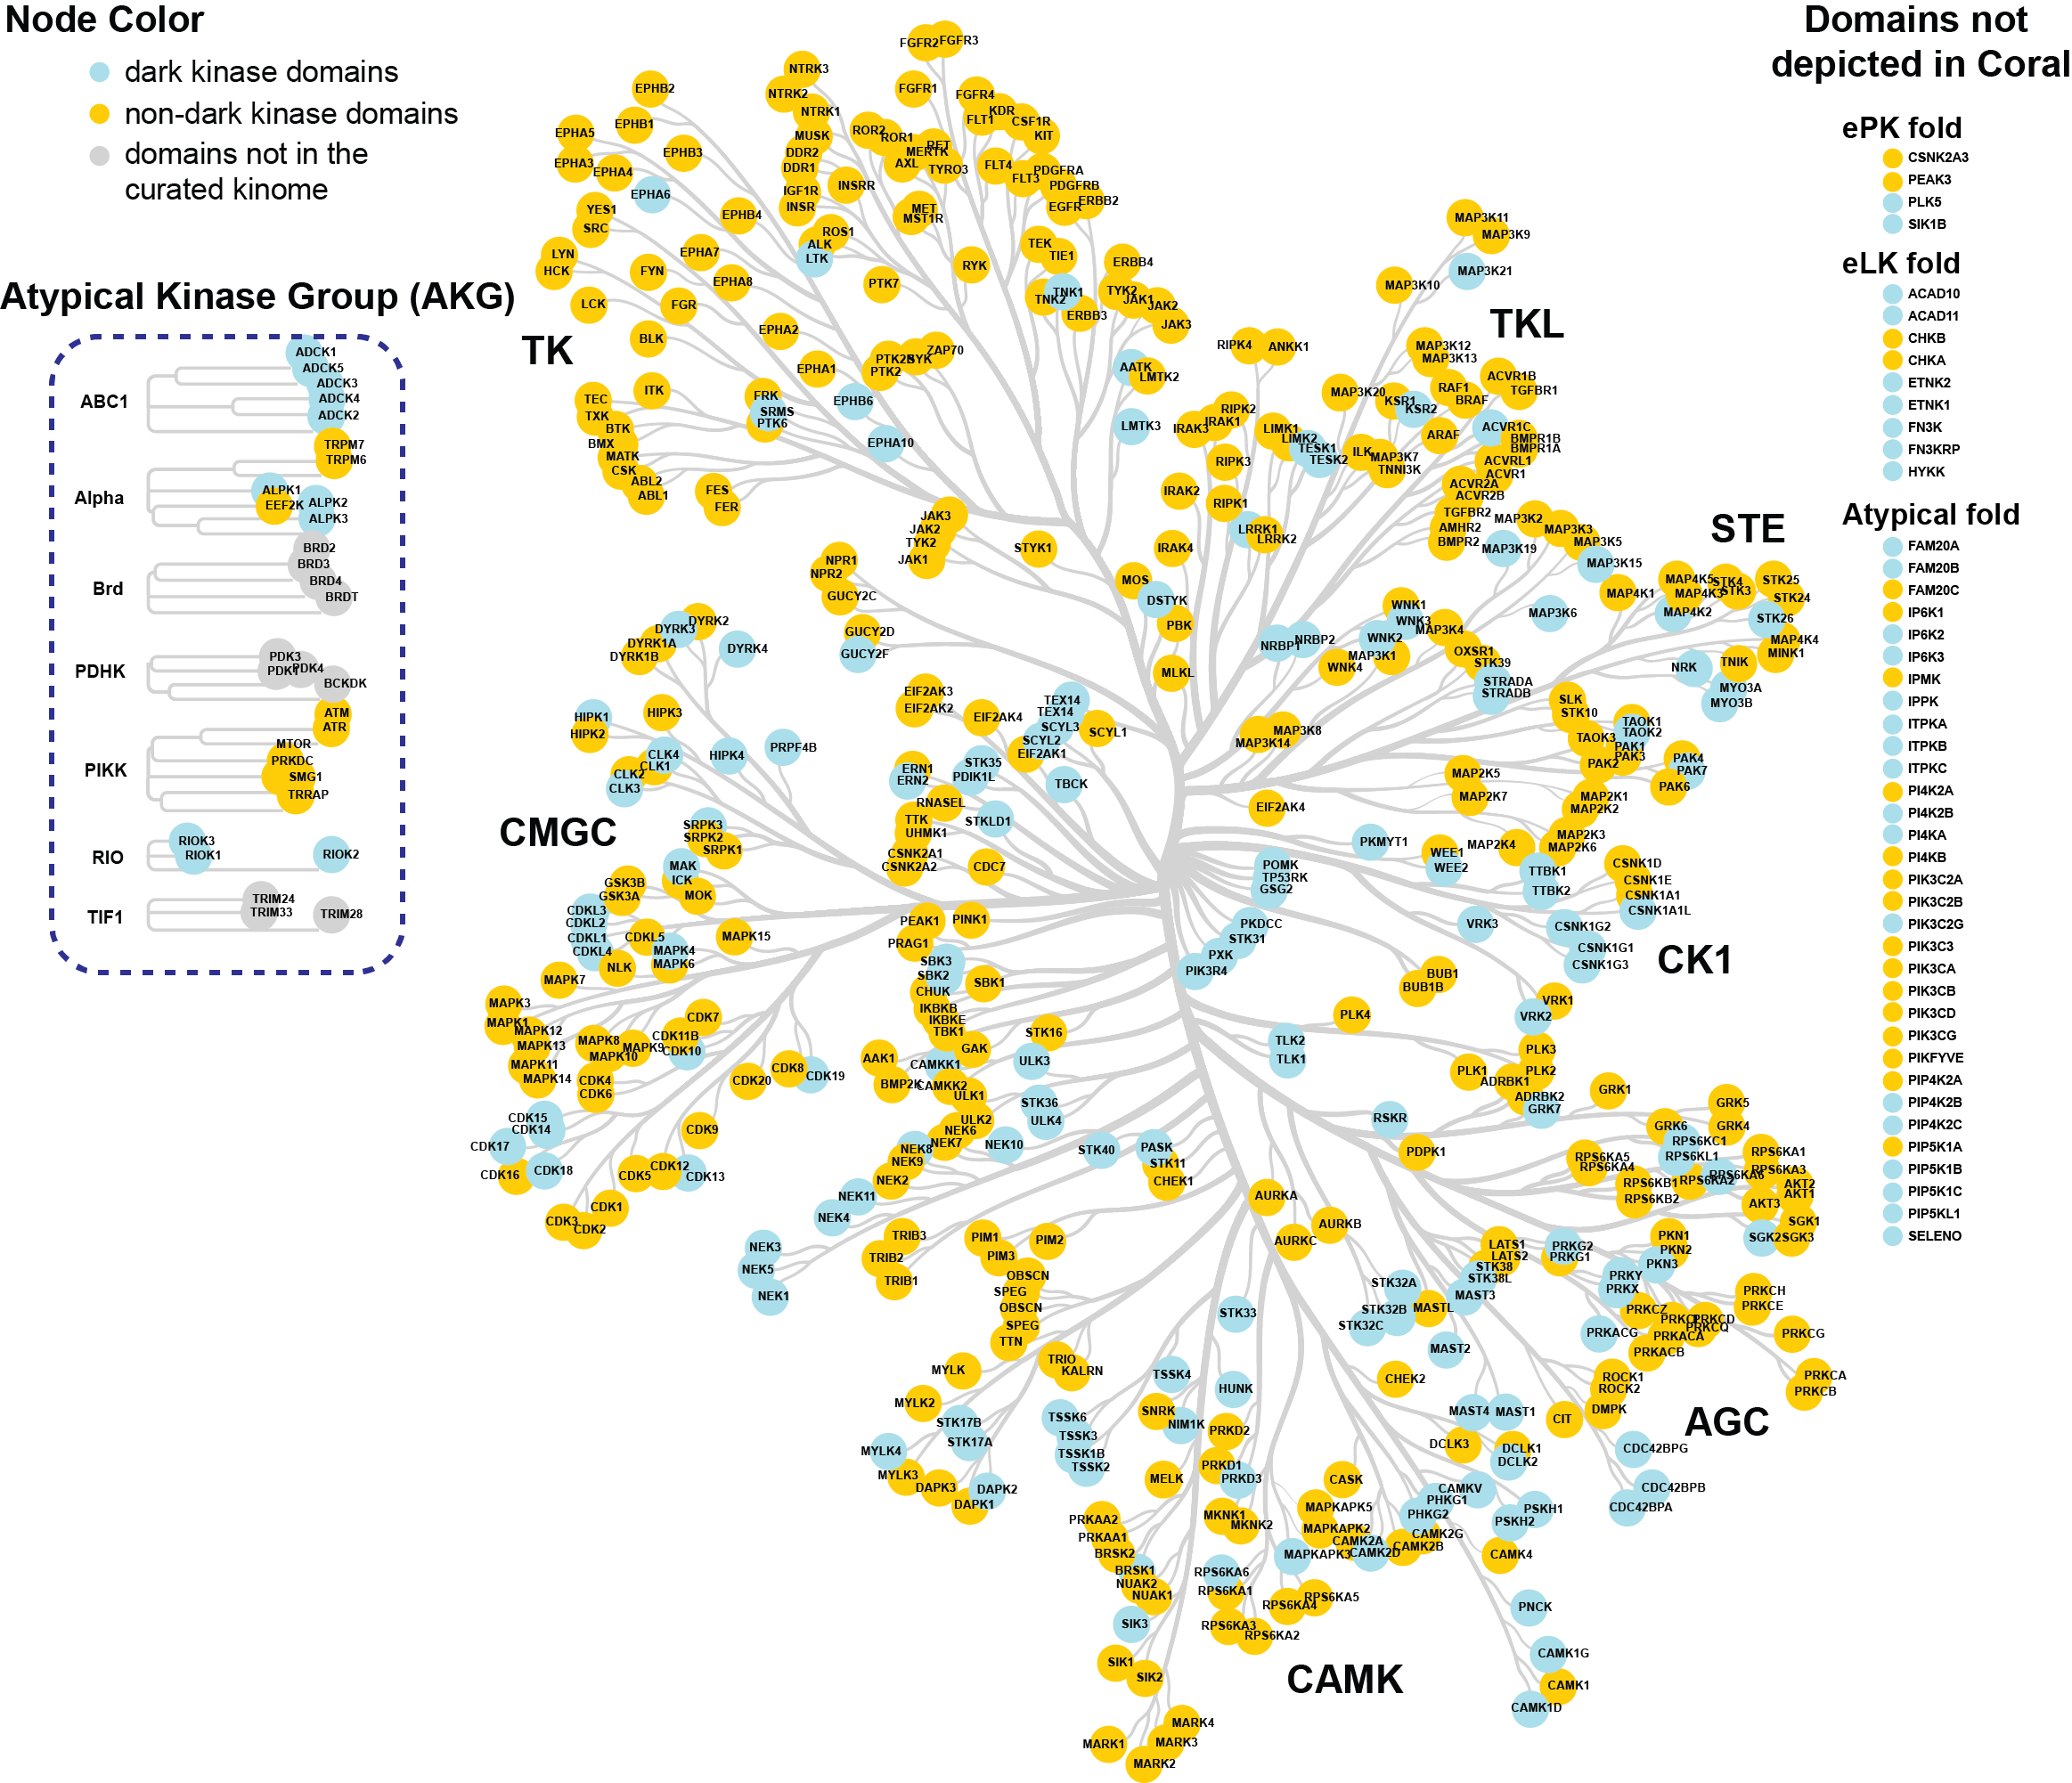 Node Color
dark kinase domains
non-dark kinase domains
domains not in the
curated kinome
Atypical Kinase Group (AKG)
ABC1
ADCK1
ADCK5
ADCK3
ADCK4
ADCK2
Alpha
TRPM7
TRPM6
ALPK1
EEF2K
ALPK2
ALPK3
Brd
BRD2
BRD3
BRD4
BRDT
PDHK
PDK3
PDK1
PDK4
BCKDK
PIKK
ATM
ATR
MTOR
PRKDC
SMG1
TRRAP
RIO
RIOK3
RIOK1
RIOK2
TIF1
TRIM24
TRIM33
TRIM28
TK
FGFR2
FGFR3
NTRK3
NTRK2
NTRK1
FGFR1
FGFR4
KDR
FLT1
CSF1R
KIT
EPHB2
EPHB1
EPHA5
EPHB3
EPHA3
EPHA4
EPHA6
MUSK
DDR2
DDR1
IGF1R
INSR
INSRR
ROR2
ROR1
RET
MERTK
AXL
TYRO3
FLT4
FLT3
PDGFRA
PDGFRB
EGFR
ERBB2
MET
MST1R
YES1
SRC
EPHB4
ROS1
ALK
LTK
LYN
HCK
FYN
EPHA7
EPHA8
PTK7
RYK
TEK
TIE1
ERBB4
TNK2
TNK1
ERBB3
TYK2
JAK1
JAK2
JAK3
LCK
FGR
BLK
EPHA2
EPHA1
PTK2B
SYK
ZAP70
PTK2
AATK
LMTK2
LMTK3
ITK
TEC
TXK
BTK
BMX
MATK
CSK
ABL2
ABL1
FRK
SRMS
PTK6
EPHB6
EPHA10
FES
FER
JAK3
JAK2
TYK2
JAK1
STYK1
NPR1
NPR2
GUCY2C
GUCY2D
GUCY2F
TKL
MAP3K11
MAP3K9
MAP3K21
MAP3K10
RIPK4
ANKK1
MAP3K12
MAP3K13
MAP3K20
KSR1
KSR2
RAF1
BRAF
ARAF
ACVR1B
TGFBR1
ACVR1C
BMPR1B
BMPR1A
ACVRL1
ACVR1
ACVR2A
ACVR2B
TGFBR2
AMHR2
BMPR2
RIPK2
IRAK1
IRAK3
LIMK1
LIMK2
TESK1
TESK2
ILK
MAP3K7
TNNI3K
RIPK3
IRAK2
RIPK1
LRRK1
LRRK2
IRAK4
MOS
DSTYK
PBK
MLKL
STE
MAP3K2
MAP3K3
MAP3K5
MAP3K19
MAP3K15
MAP3K6
MAP4K1
MAP4K5
MAP4K3
MAP4K2
STK4
STK3
STK25
STK24
STK26
MAP4K4
MINK1
NRK
TNIK
MYO3A
MYO3B
WNK1
WNK3
WNK2
WNK4
MAP3K1
MAP3K4
NRBP1
NRBP2
OXSR1
STK39
STRADA
STRADB
SLK
STK10
TAOK1
TAOK2
TAOK3
PAK1
PAK3
PAK2
PAK4
PAK7
PAK6
MAP3K8
MAP3K14
MAP2K5
MAP2K7
MAP2K1
MAP2K2
MAP2K3
MAP2K6
MAP2K4
EIF2AK4
CMGC
DYRK2
DYRK3
DYRK1A
DYRK1B
DYRK4
HIPK1
HIPK2
HIPK3
HIPK4
PRPF4B
CLK4
CLK1
CLK2
CLK3
SRPK3
SRPK2
SRPK1
MAK
ICK
MOK
GSK3B
GSK3A
CDKL3
CDKL2
CDKL1
CDKL4
CDKL5
MAPK4
MAPK6
NLK
MAPK15
MAPK7
MAPK3
MAPK1
MAPK12
MAPK13
MAPK11
MAPK14
MAPK8
MAPK10
MAPK9
CDK7
CDK11B
CDK10
CDK4
CDK6
CDK15
CDK14
CDK17
CDK16
CDK18
CDK20
CDK8
CDK19
CDK9
CDK12
CDK13
CDK5
CDK1
CDK3
CDK2
EIF2AK3
EIF2AK2
EIF2AK4
TEX14
TEX14
SCYL3
SCYL2
SCYL1
EIF2AK1
ERN1
ERN2
STK35
PDIK1L
TBCK
RNASEL
STKLD1
TTK
UHMK1
CSNK2A1
CSNK2A2
CDC7
PEAK1
PINK1
PRAG1
SBK3
SBK2
SBK1
CHUK
IKBKB
IKBKE
TBK1
STK16
GAK
AAK1
BMP2K
CAMKK1
CAMKK2
ULK3
ULK1
ULK2
STK36
ULK4
NEK6
NEK7
NEK8
NEK9
NEK10
NEK2
NEK11
NEK4
NEK3
NEK5
NEK1
STK40
PASK
STK11
CHEK1
TRIB3
TRIB2
TRIB1
PIM1
PIM2
PIM3
OBSCN
SPEG
OBSCN
SPEG
TTN
TRIO
KALRN
MYLK
MYLK2
MYLK4
MYLK3
STK17B
STK17A
DAPK3
DAPK2
DAPK1
CK1
PKMYT1
WEE1
WEE2
TTBK1
TTBK2
CSNK1D
CSNK1E
CSNK1A1
CSNK1A1L
CSNK1G2
CSNK1G1
CSNK1G3
VRK3
VRK1
VRK2
POMK
TP53RK
GSG2
PKDCC
STK31
PXK
PIK3R4
BUB1
BUB1B
PLK4
TLK2
TLK1
PLK3
PLK1
PLK2
AGC
ADRBK1
ADRBK2
GRK7
GRK1
GRK5
GRK6
GRK4
RSKR
PDPK1
RPS6KC1
RPS6KL1
RPS6KA5
RPS6KA4
RPS6KA1
RPS6KA3
RPS6KA6
RPS6KA2
RPS6KB1
RPS6KB2
AKT2
AKT1
AKT3
SGK1
SGK2
SGK3
AURKA
AURKB
AURKC
LATS1
LATS2
STK38
STK38L
MAST3
MASTL
STK32A
STK32B
STK32C
MAST2
MAST4
MAST1
PRKG2
PRKG1
PKN1
PKN2
PKN3
PRKY
PRKX
PRKCZ
PRKCI
PRKCD
PRKCQ
PRKCH
PRKCE
PRKCG
PRKCA
PRKCB
PRKACG
PRKACA
PRKACB
ROCK1
ROCK2
DMPK
CIT
CDC42BPG
CDC42BPB
CDC42BPA
CAMK
STK33
TSSK4
HUNK
CHEK2
TSSK6
TSSK3
TSSK1B
TSSK2
SNRK
NIM1K
PRKD2
PRKD1
PRKD3
MELK
DCLK3
DCLK1
DCLK2
CASK
CAMKV
PHKG1
PHKG2
PSKH1
PSKH2
MAPKAPK5
MAPKAPK2
MAPKAPK3
CAMK2A
CAMK2D
CAMK2G
CAMK2B
CAMK4
MKNK1
MKNK2
PRKAA2
PRKAA1
BRSK2
BRSK1
NUAK2
NUAK1
RPS6KA6
RPS6KA1
RPS6KA3
RPS6KA2
RPS6KA4
RPS6KA5
SIK3
SIK1
SIK2
MARK4
MARK3
MARK1
MARK2
PNCK
CAMK1G
CAMK1
CAMK1D
Domains not
depicted in Coral
ePK fold
CSNK2A3
PEAK3
PLK5
SIK1B
eLK fold
ACAD10
ACAD11
CHKB
CHKA
ETNK2
ETNK1
FN3K
FN3KRP
HYKK
Atypical fold
FAM20A
FAM20B
FAM20C
IP6K1
IP6K2
IP6K3
IPMK
IPPK
ITPKA
ITPKB
ITPKC
PI4K2A
PI4K2B
PI4KA
PI4KB
PIK3C2A
PIK3C2B
PIK3C2G
PIK3C3
PIK3CA
PIK3CB
PIK3CD
PIK3CG
PIKFYVE
PIP4K2A
PIP4K2B
PIP4K2C
PIP5K1A
PIP5K1B
PIP5K1C
PIP5KL1
SELENO